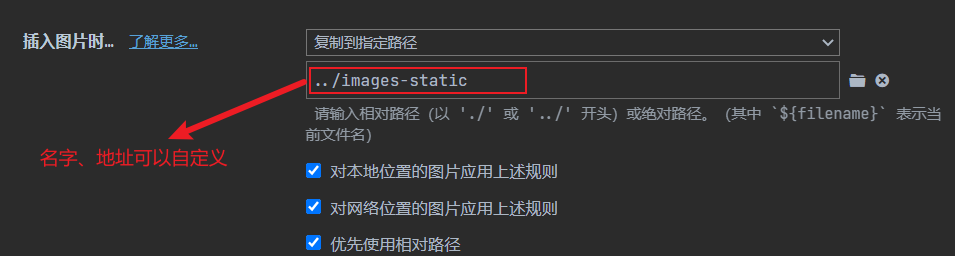 插入图片时… 了解更多…
复制到指定路径
../images-static
请输入相对路径（以 './' 或 '../' 开头）或绝对路径。（其中 `${filename}` 表示当
前文件名）
名字、地址可以自定义
对本地位置的图片应用上述规则
对网络位置的图片应用上述规则
优先使用相对路径